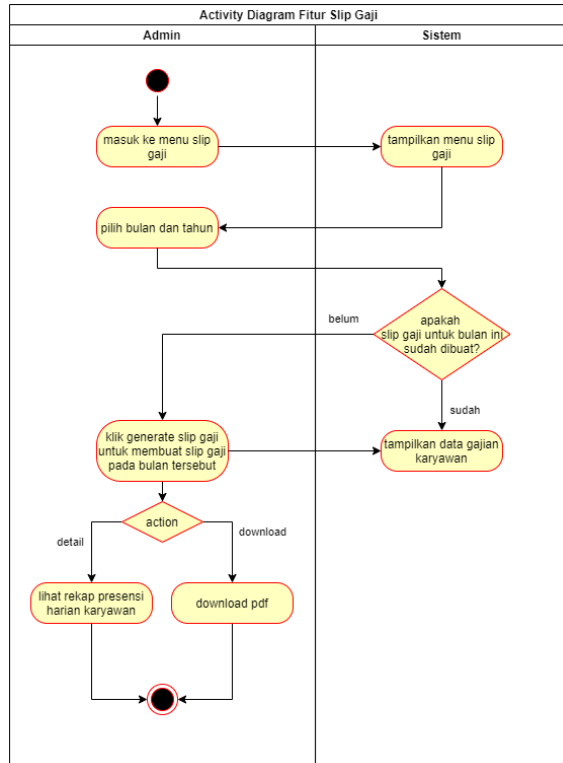 Activity Diagram Fitur Slip Gaji
Admin
Sistem
masuk ke menu slip
gaji
tampilkan menu slip
gaji
pilih bulan dan tahun
apakah
slip gaji untuk bulan ini
sudah dibuat?
belum
sudah
klik generate slip gaji
untuk membuat slip gaji
pada bulan tersebut
tampilkan data gajian
karyawan
action
detail
download
lihat rekap presensi
harian karyawan
download pdf